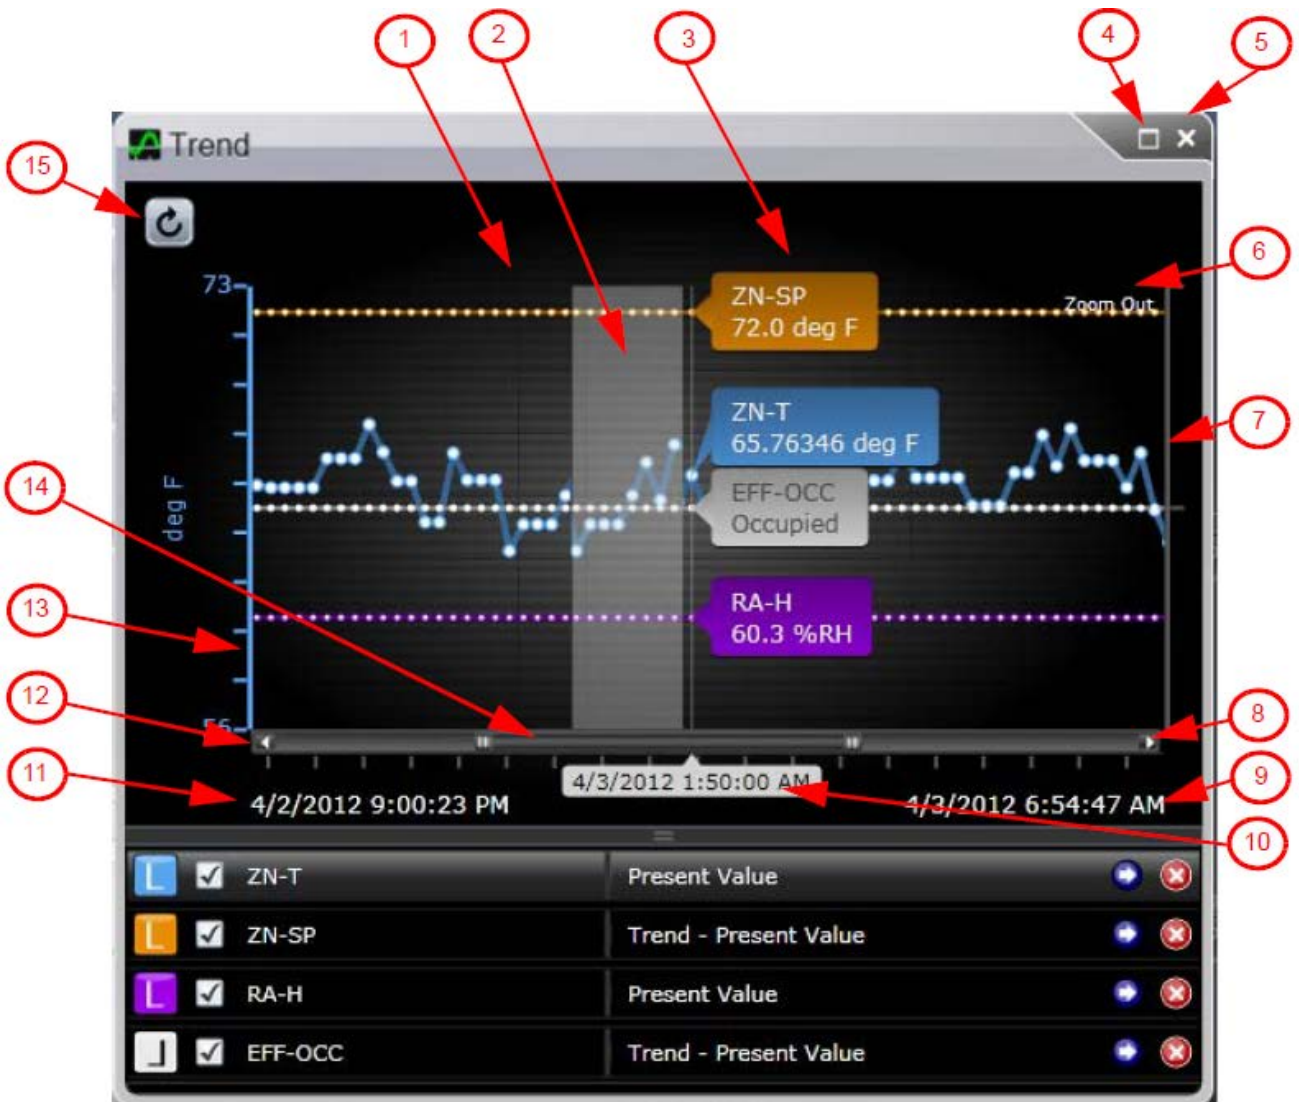 1
2
3
4
5
Trend
15
6
73
ZN-SP
72.0 deg F
Zoom Out
7
ZN-T
65.76346 deg F
14
deg F
EFF-OCC
Occupied
13
RA-H
60.3 %RH
12
56
8
11
4/3/2012 1:50:00 AM
9
4/2/2012 9:00:23 PM
4/3/2012 6:54:47 AM
10
ZN-T Present Value
ZN-SP Trend - Present Value
RA-H Present Value
EFF-OCC Trend - Present Value